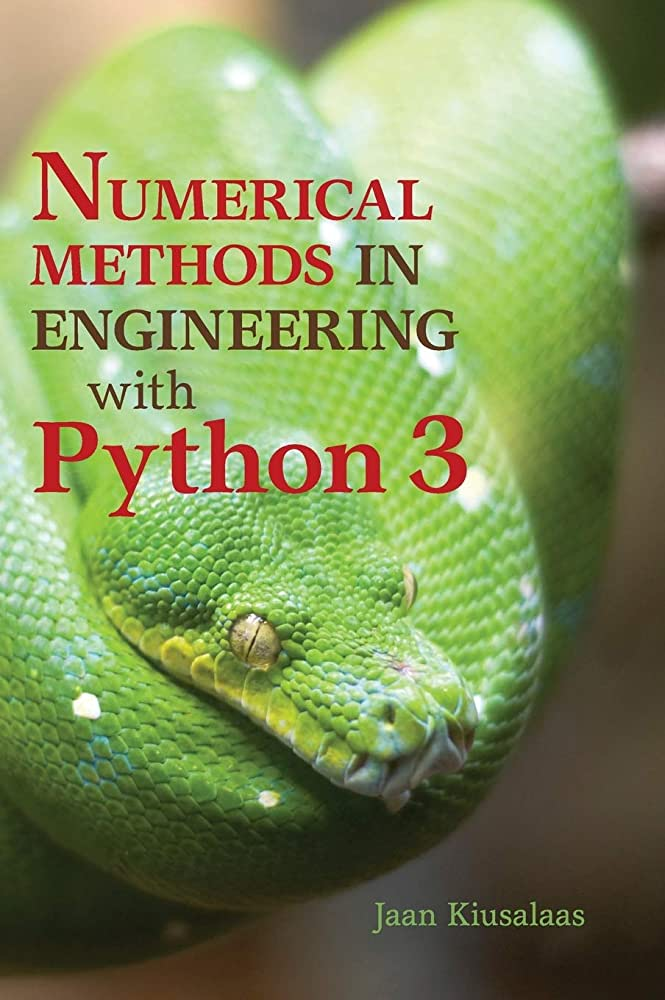 NUMERICAL
METHODS IN
ENGINEERING
with
Python 3
Jaan Kiusalaas